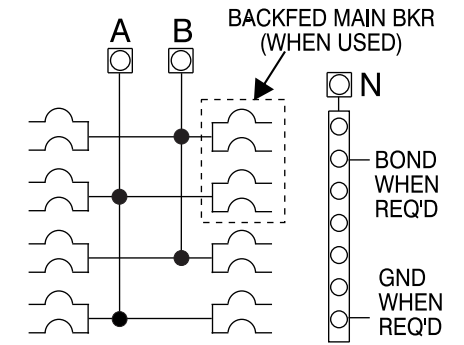 BACKFED MAIN BKR
(WHEN USED)
A
B
N
BOND
WHEN
REQ'D
GND
WHEN
REQ'D